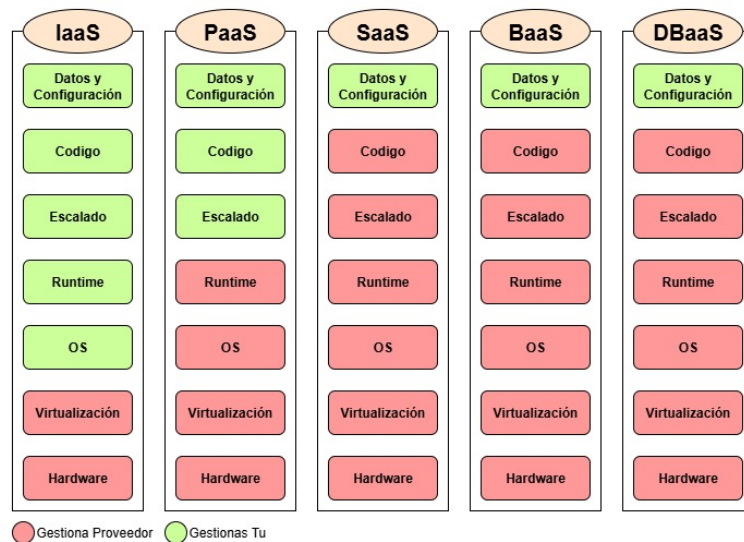 IaaS
PaaS
SaaS
BaaS
DBaaS
Datos y
Configuración
Datos y
Configuración
Datos y
Configuración
Datos y
Configuración
Datos y
Configuración
Codigo
Codigo
Codigo
Codigo
Codigo
Escalado
Escalado
Escalado
Escalado
Escalado
Runtime
Runtime
Runtime
Runtime
Runtime
OS
OS
OS
OS
OS
Virtualización
Virtualización
Virtualización
Virtualización
Virtualización
Hardware
Hardware
Hardware
Hardware
Hardware
Gestiona Proveedor
Gestionas Tu